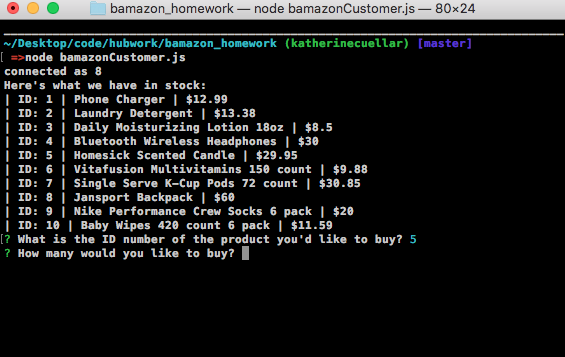 bamazon_homework — node bamazonCustomer.js — 80×24
~/Desktop/code/hubwork/bamazon_homework (katherinecuellar) [master]
[ =>node bamazonCustomer.js
connected as 8
Here's what we have in stock:
| ID: 1 | Phone Charger | $12.99
| ID: 2 | Laundry Detergent | $13.38
| ID: 3 | Daily Moisturizing Lotion 18oz | $8.5
| ID: 4 | Bluetooth Wireless Headphones | $30
| ID: 5 | Homesick Scented Candle | $29.95
| ID: 6 | Vitafusion Multivitamins 150 count | $9.88
| ID: 7 | Single Serve K-Cup Pods 72 count | $30.85
| ID: 8 | Jansport Backpack | $60
| ID: 9 | Nike Performance Crew Socks 6 pack | $20
| ID: 10 | Baby Wipes 420 count 6 pack | $11.59
[? What is the ID number of the product you'd like to buy? 5
? How many would you like to buy?